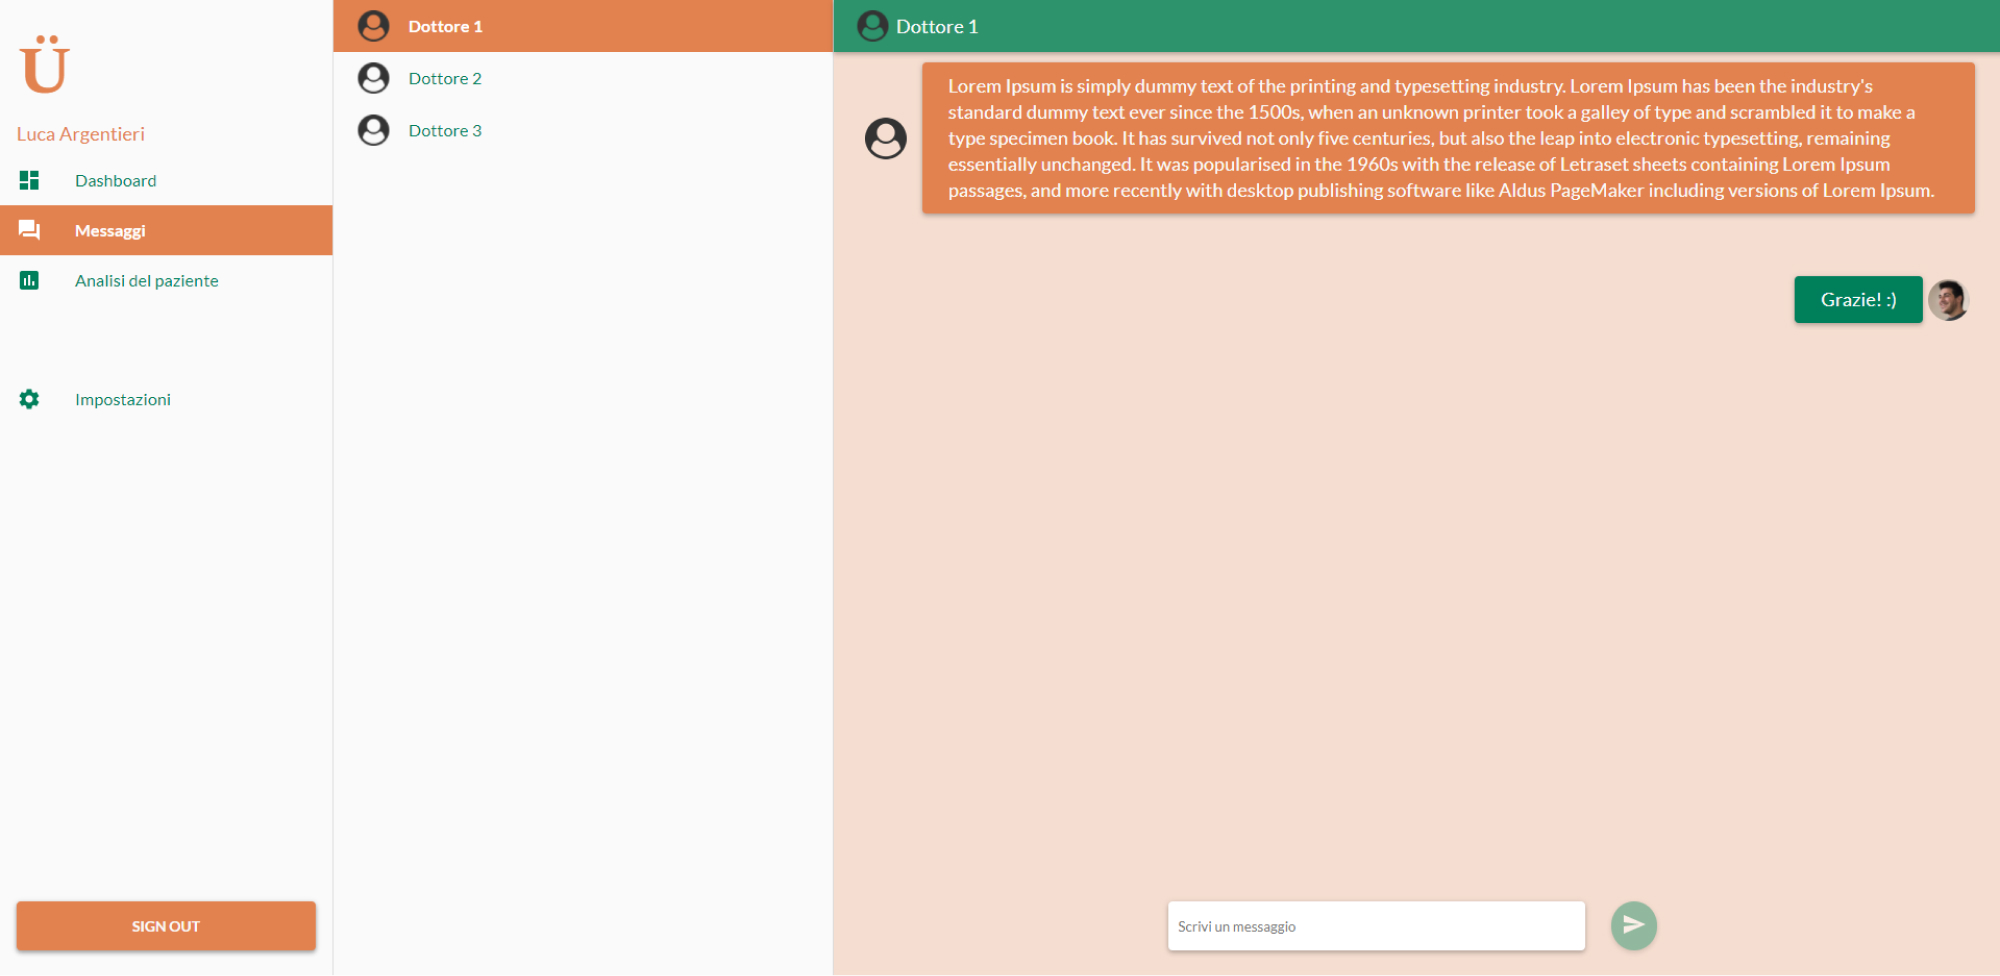 Ü
Luca Argentieri
Dashboard
Messaggi
Analisi del paziente
Impostazioni
SIGN OUT
Dottore 1
Dottore 2
Dottore 3
Dottore 1
Lorem Ipsum is simply dummy text of the printing and typesetting industry. Lorem Ipsum has been the industry's
standard dummy text ever since the 1500s, when an unknown printer took a galley of type and scrambled it to make a
type specimen book. It has survived not only five centuries, but also the leap into electronic typesetting, remaining
essentially unchanged. It was popularised in the 1960s with the release of Letraset sheets containing Lorem Ipsum
passages, and more recently with desktop publishing software like Aldus PageMaker including versions of Lorem Ipsum.
Grazie! :)
Scrivi un messaggio